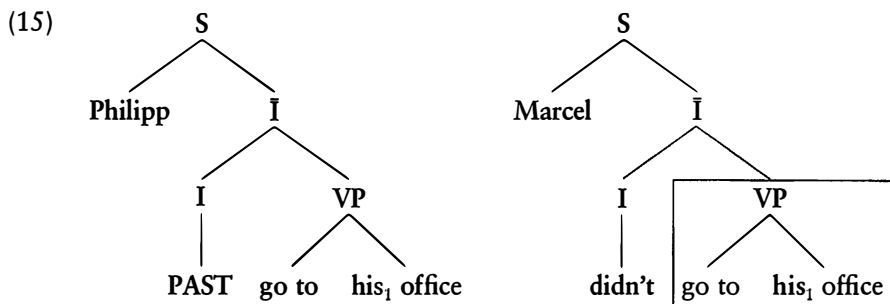 (15) S S
Philipp Ī Marcel Ī
I VP I VP
PAST go to his₁ office didn't go to his₁ office